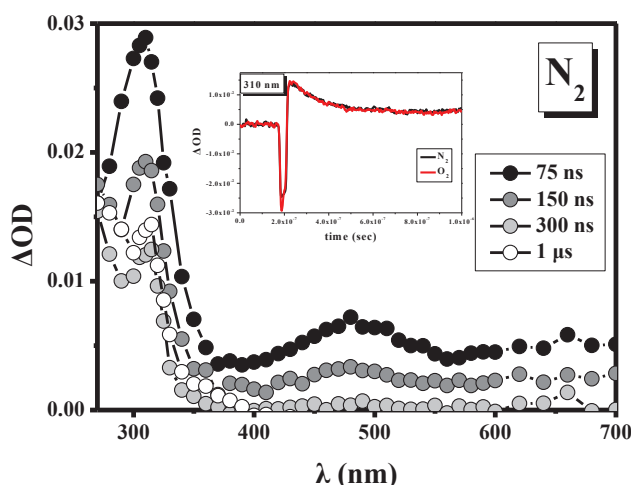 0.03
0.02
0.01
0.00
ΔOD
N₂
310 nm
1.0x10⁻²
0.0
-1.0x10⁻²
-2.0x10⁻²
-3.0x10⁻²
ΔOD
N₂
O₂
0.0 2.0x10⁻⁷ 4.0x10⁻⁷ 6.0x10⁻⁷ 8.0x10⁻⁷ 1.0x10⁻⁶
time (sec)
75 ns
150 ns
300 ns
1 μs
300 400 500 600 700
λ (nm)